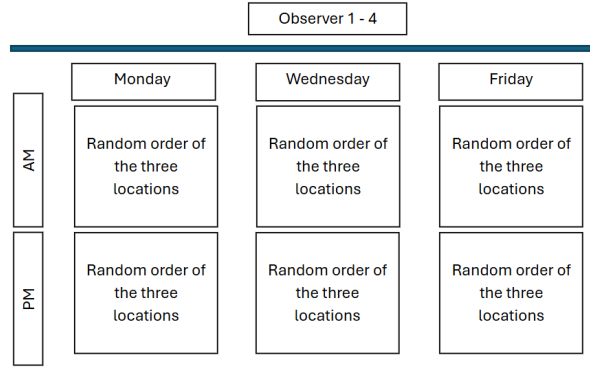 Observer 1 - 4
Monday
Wednesday
Friday
AM
Random order of
the three
locations
Random order of
the three
locations
Random order of
the three
locations
PM
Random order of
the three
locations
Random order of
the three
locations
Random order of
the three
locations